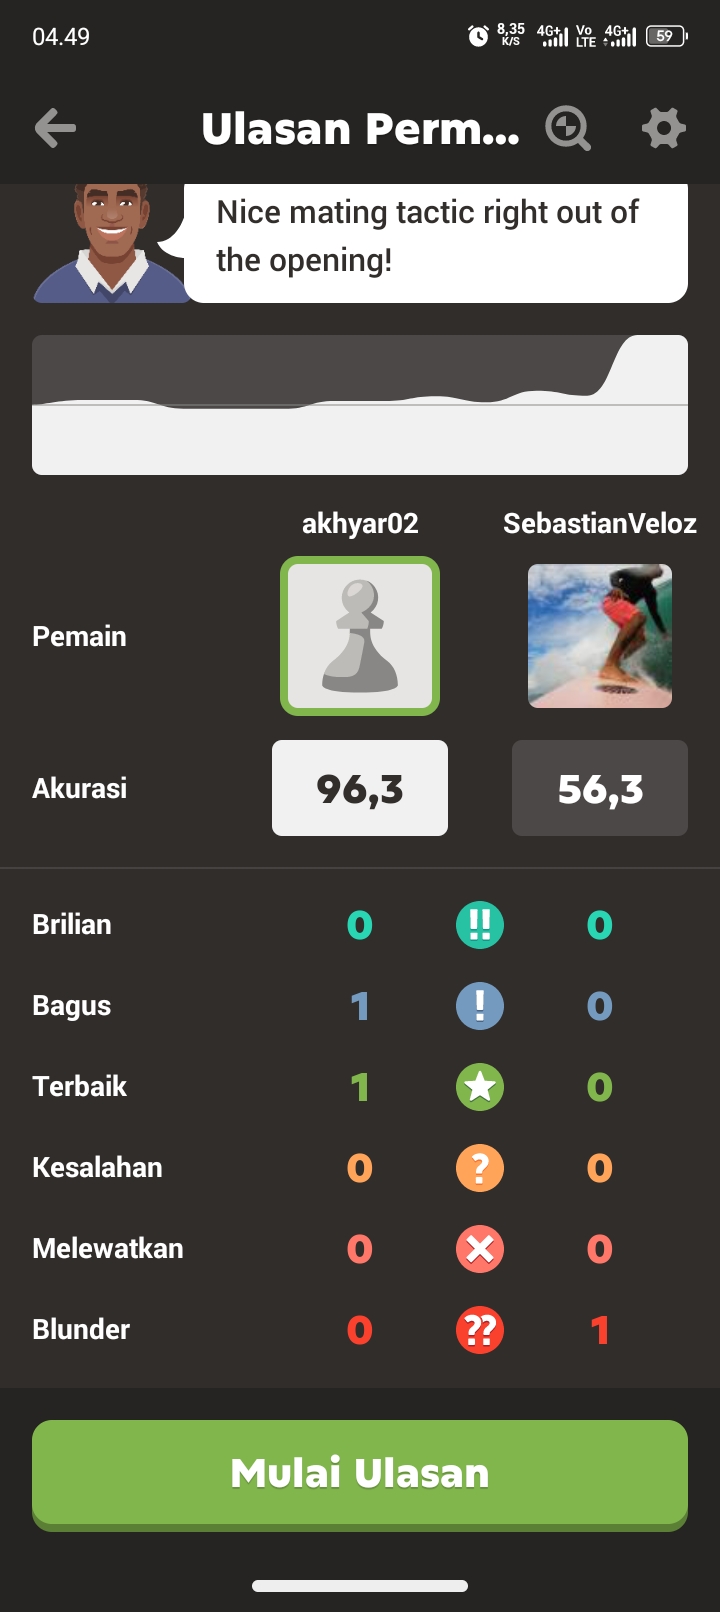 04.49
8,35
K/S
4G+
Vo
LTE
4G+
59
Ulasan Perm...
Nice mating tactic right out of
the opening!
akhyar02 SebastianVeloz
Pemain
Akurasi 96,3 56,3
Brilian 0 !! 0
Bagus 1 ! 0
Terbaik 1 0
Kesalahan 0 ? 0
Melewatkan 0 0
Blunder 0 ?? 1
Mulai Ulasan